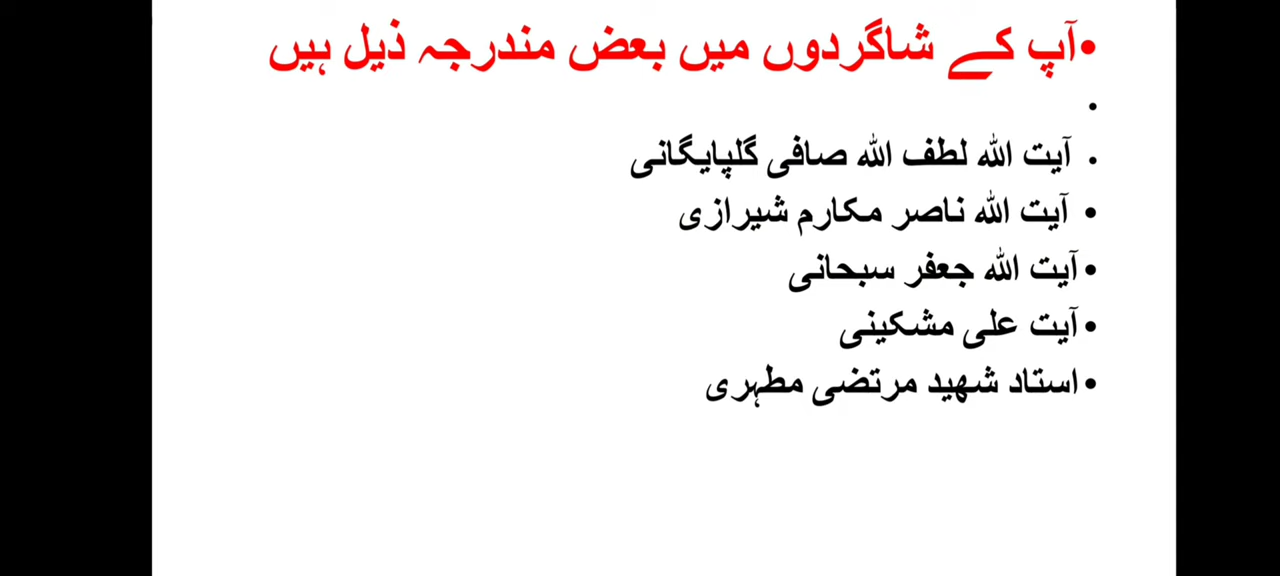 •آپ کے شاگردوں میں بعض مندرجہ ذیل ہیں
•
• آیت اللہ لطف اللہ صافی گلپایگانی
• آیت اللہ ناصر مکارم شیرازی
•آیت اللہ جعفر سبحانی
•آیت علی مشکینی
•استاد شھید مرتضی مطہری